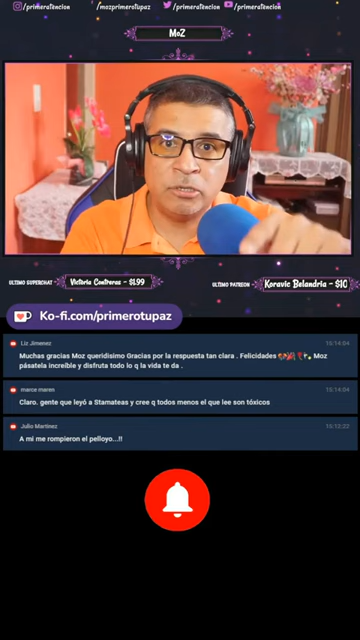 /primeratencion
/mozprimerotupaz
/primeratencion
/primeratencion
MoZ
ULTIMO SUPERCHAT
Victoria Contreras - $1.99
ULTIMO PATREON
Koravic Belandria - $10
Ko-fi.com/primerotupaz
Liz Jimenez
15:14:04
Muchas gracias Moz queridisimo Gracias por la respuesta tan clara . Felicidades Moz
pásatela increíble y disfruta todo lo q la vida te da .
marce maren
15:14:04
Claro. gente que leyó a Stamateas y cree q todos menos el que lee son tóxicos
Julio Martinez
15:12:22
A mi me rompieron el pelloyo...!!